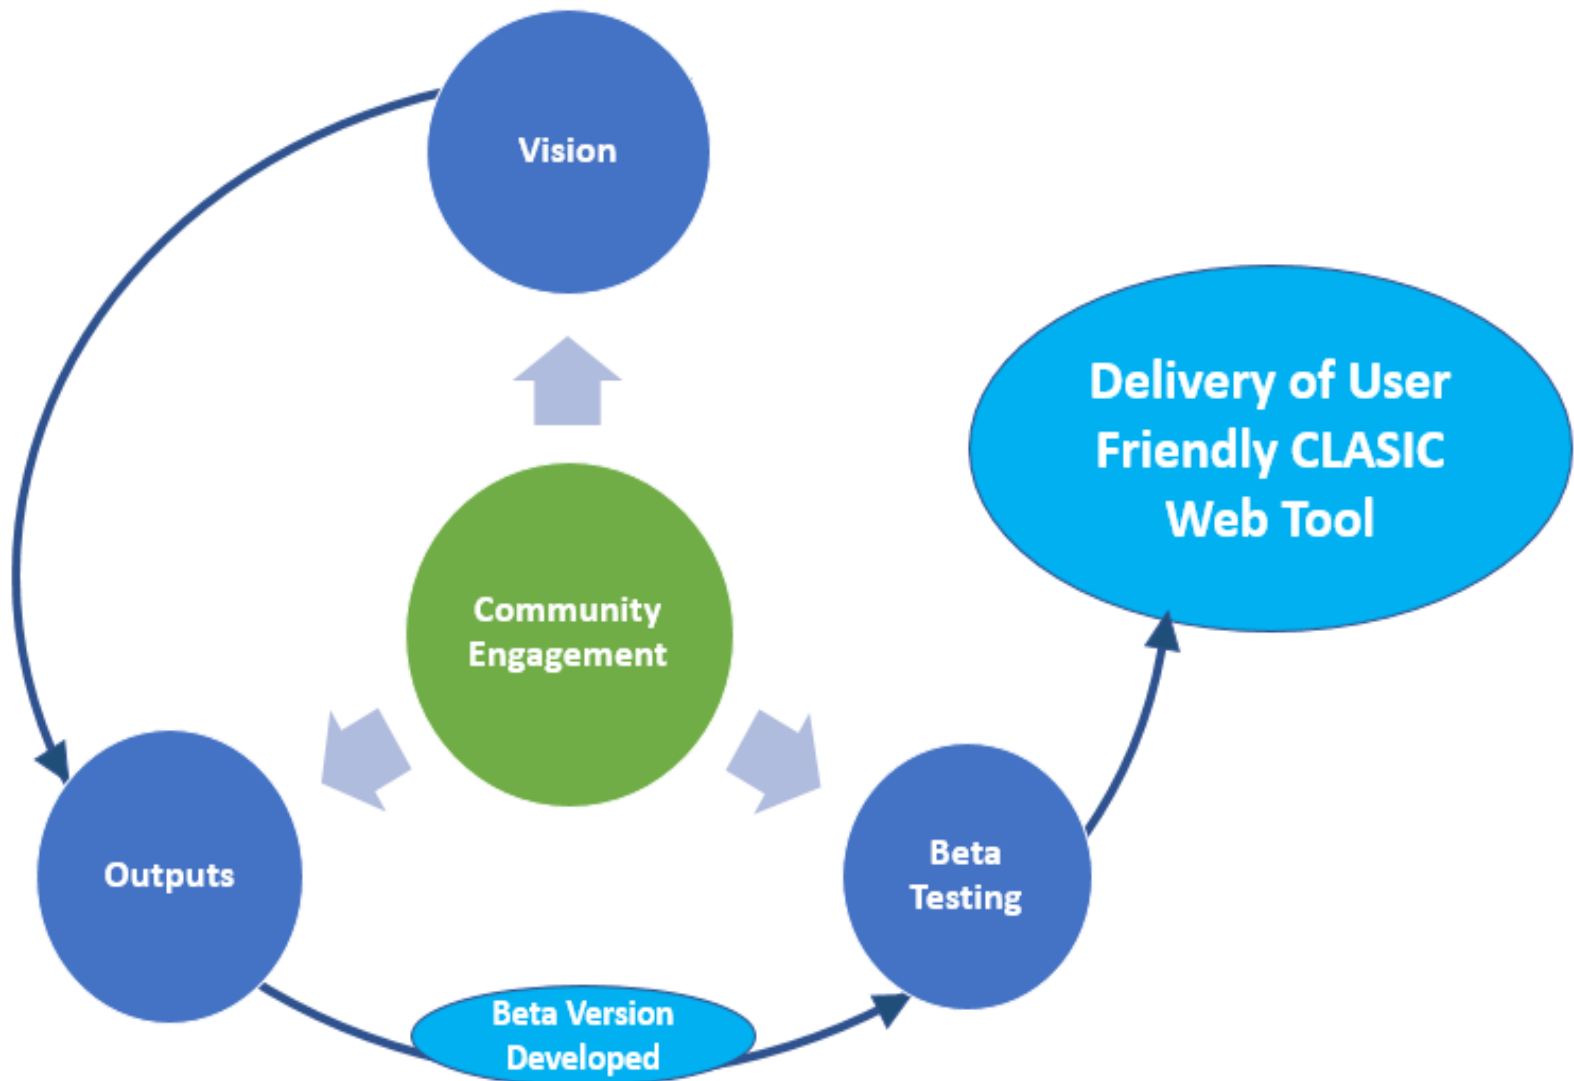 Vision
Delivery of User
Friendly CLASIC
Web Tool
Community
Engagement
Outputs
Beta
Testing
Beta Version
Developed